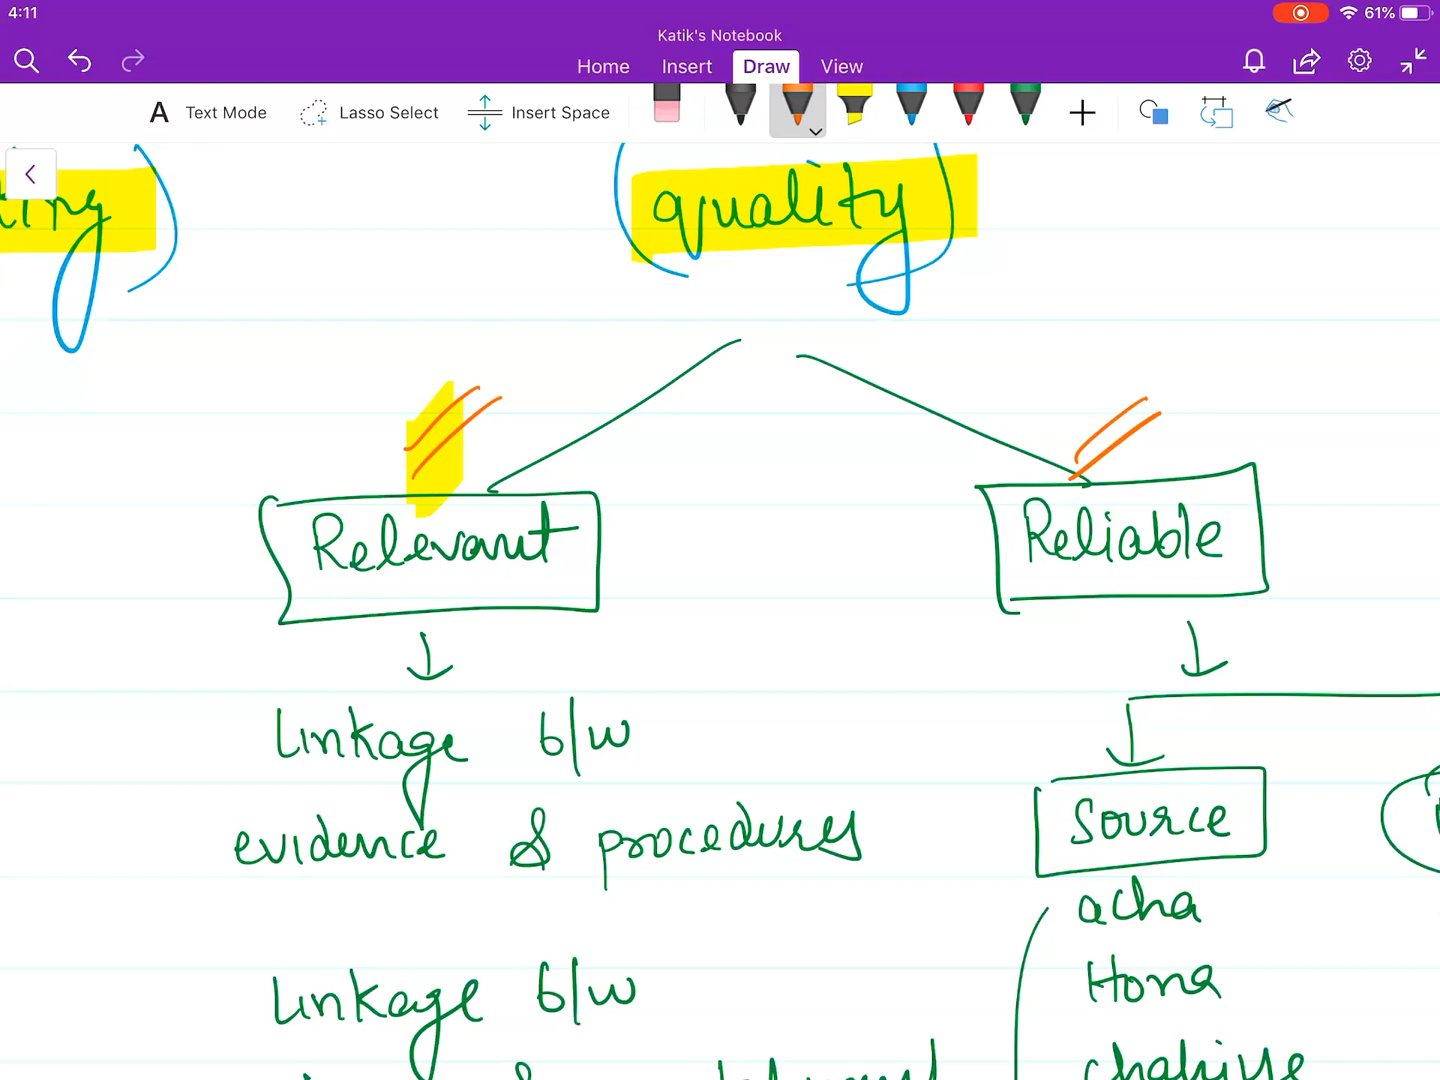 4:11
61%
Katik's Notebook
Home Insert Draw View
A Text Mode Lasso Select Insert Space
quality
Relevant
Reliable
Linkage b/w
evidence & procedures
Source
acha
Hona
chahiye
Linkage b/w